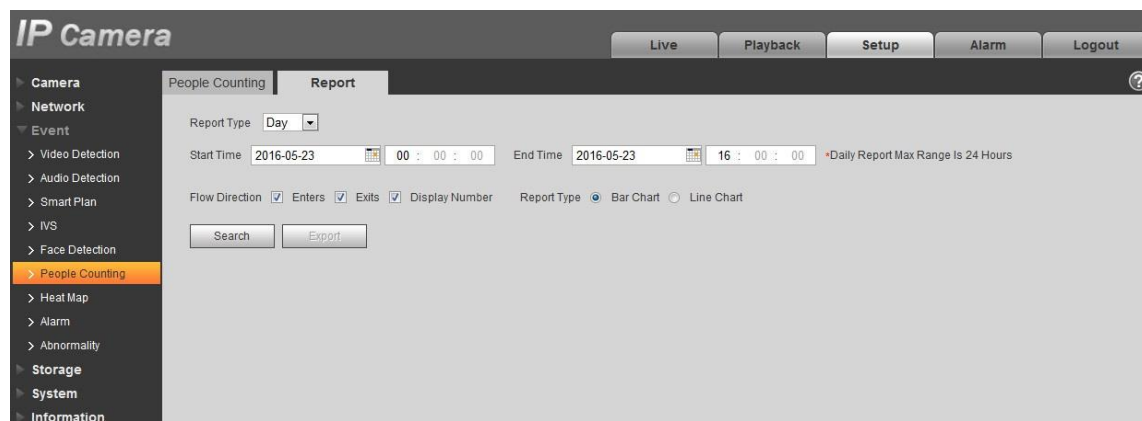 IP Camera
Live Playback Setup Alarm Logout
Camera
Network
Event
Video Detection
Audio Detection
Smart Plan
IVS
Face Detection
People Counting
Heat Map
Alarm
Abnormality
Storage
System
Information
People Counting Report
Report Type Day
Start Time 2016-05-23 00 : 00 : 00 End Time 2016-05-23 16 : 00 : 00 *Daily Report Max Range Is 24 Hours
Flow Direction Enters Exits Display Number Report Type Bar Chart Line Chart
Search Export